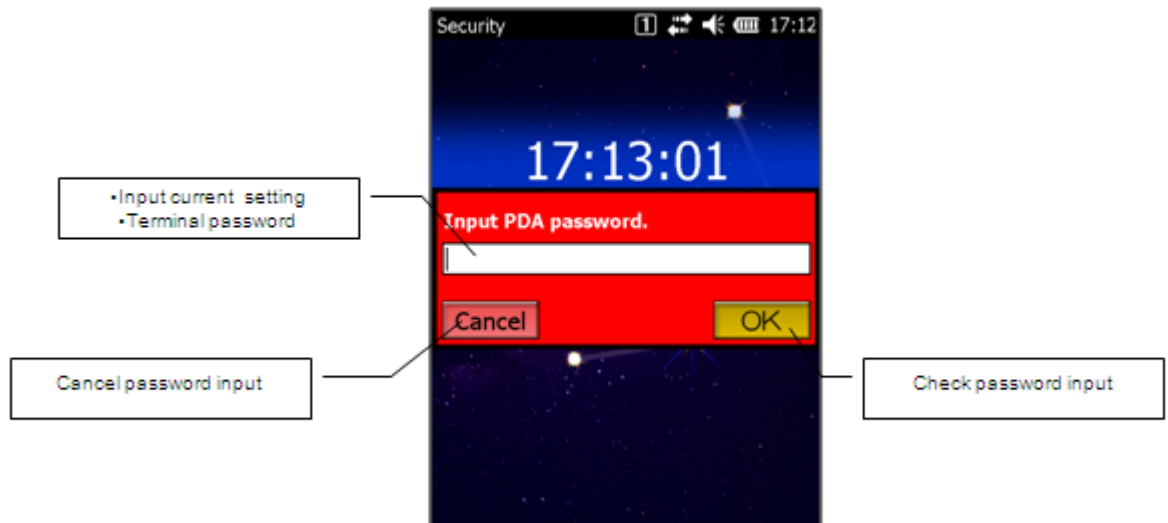 Security 1 17:12
17:13:01
•Input current setting
•Terminal password
Input PDA password.
Cancel
OK
Cancel password input
Check password input